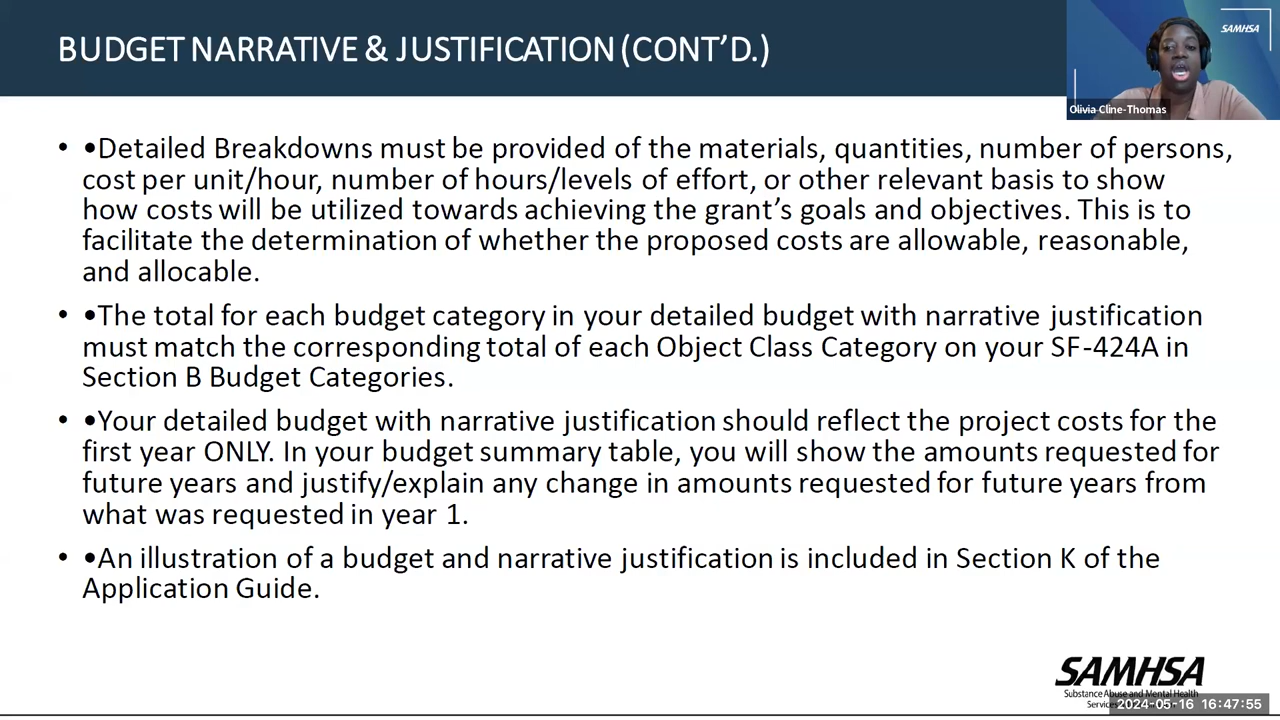 BUDGET NARRATIVE & JUSTIFICATION (CONT’D.)
SAMHSA
Olivia Cline-Thomas
• •Detailed Breakdowns must be provided of the materials, quantities, number of persons,
cost per unit/hour, number of hours/levels of effort, or other relevant basis to show
how costs will be utilized towards achieving the grant’s goals and objectives. This is to
facilitate the determination of whether the proposed costs are allowable, reasonable,
and allocable.
• •The total for each budget category in your detailed budget with narrative justification
must match the corresponding total of each Object Class Category on your SF-424A in
Section B Budget Categories.
• •Your detailed budget with narrative justification should reflect the project costs for the
first year ONLY. In your budget summary table, you will show the amounts requested for
future years and justify/explain any change in amounts requested for future years from
what was requested in year 1.
• •An illustration of a budget and narrative justification is included in Section K of the
Application Guide.
SAMHSA
Substance Abuse and Mental Health
Services
2024-05-16 16:47:55